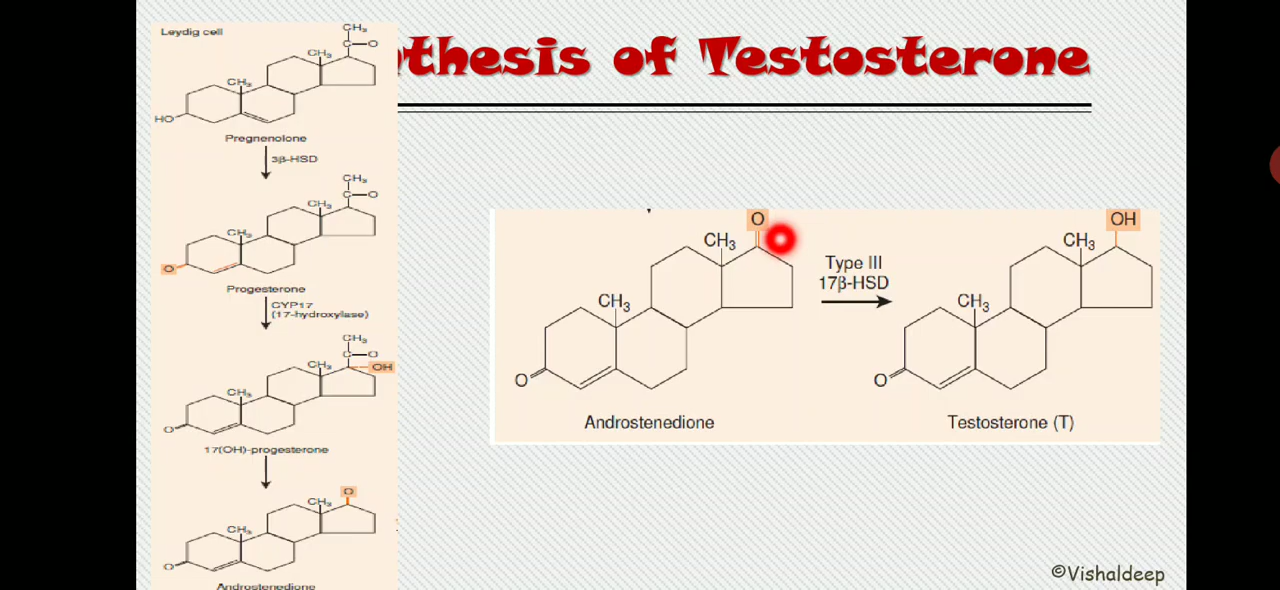 Leydig cell
CH₃
C—O
CH₃
CH₃
HO
Pregnenolone
3β-HSD
CH₃
C—O
CH₃
CH₃
O
Progesterone
CYP17
(17-hydroxylase)
CH₃
C—O
CH₃
OH
CH₃
O
17(OH)-progesterone
O
CH₃
CH₃
O
Androstenedione
thesis of Testosterone
O
CH₃
CH₃
O
Androstenedione
Type III
17β-HSD
OH
CH₃
CH₃
O
Testosterone (T)
©Vishaldeep